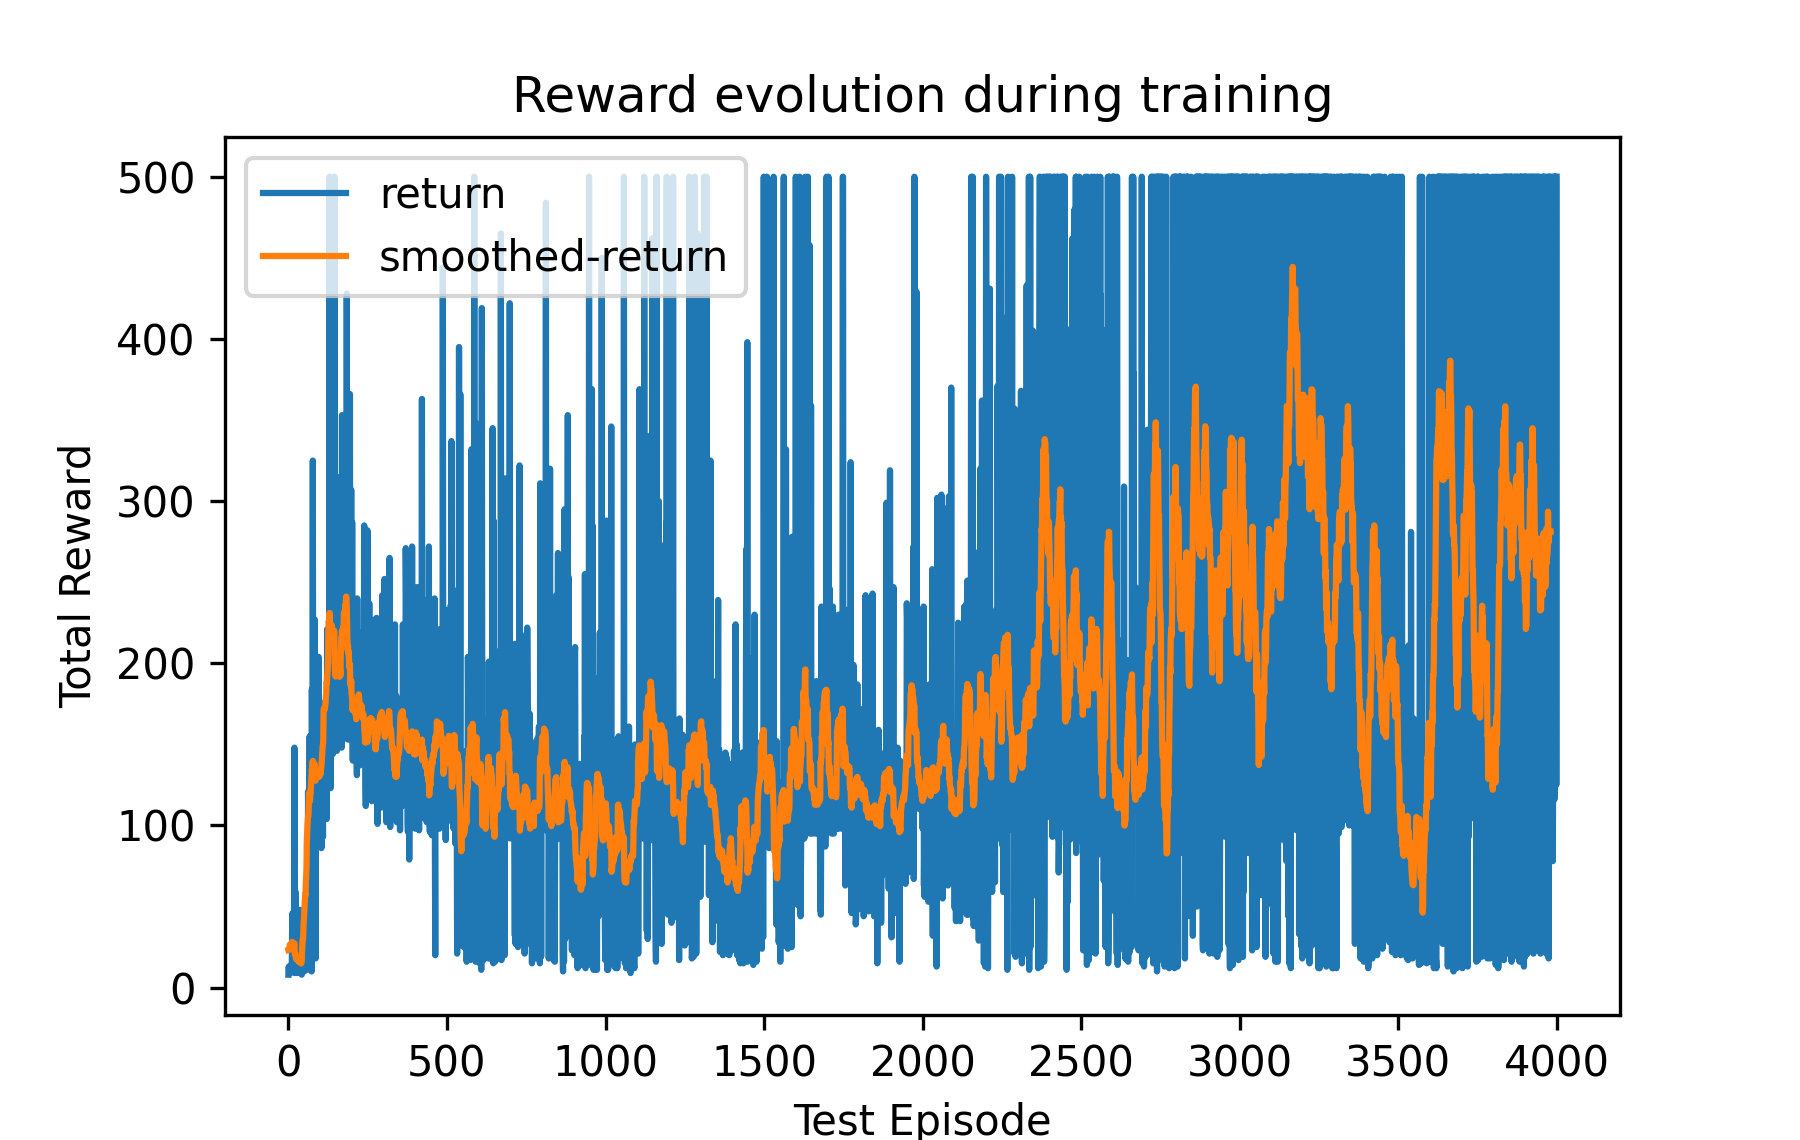 Reward evolution during training
return
smoothed-return
500
400
300
200
100
0
Total Reward
0 500 1000 1500 2000 2500 3000 3500 4000
Test Episode